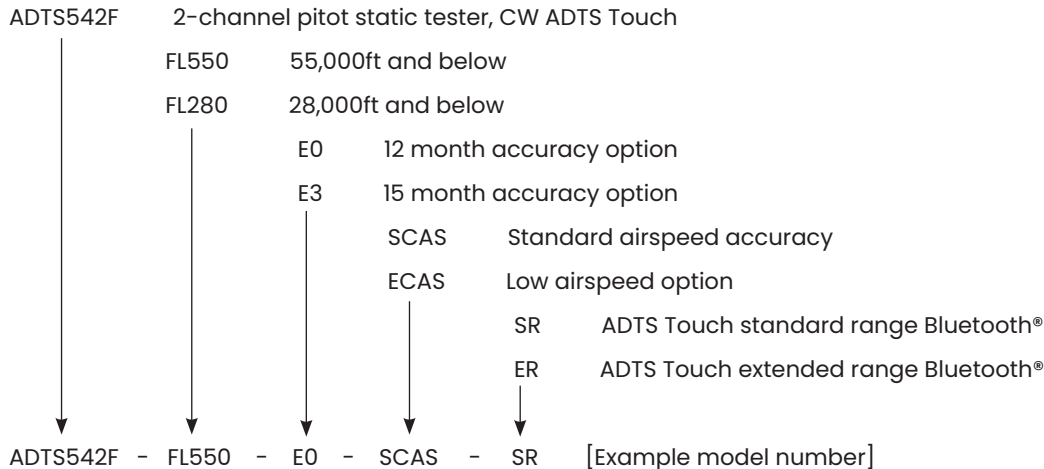 ADTS542F 2-channel pitot static tester, CW ADTS Touch
FL550 55,000ft and below
FL280 28,000ft and below
E0 12 month accuracy option
E3 15 month accuracy option
SCAS Standard airspeed accuracy
ECAS Low airspeed option
SR ADTS Touch standard range Bluetooth®
ER ADTS Touch extended range Bluetooth®
ADTS542F - FL550 - E0 - SCAS - SR [Example model number]